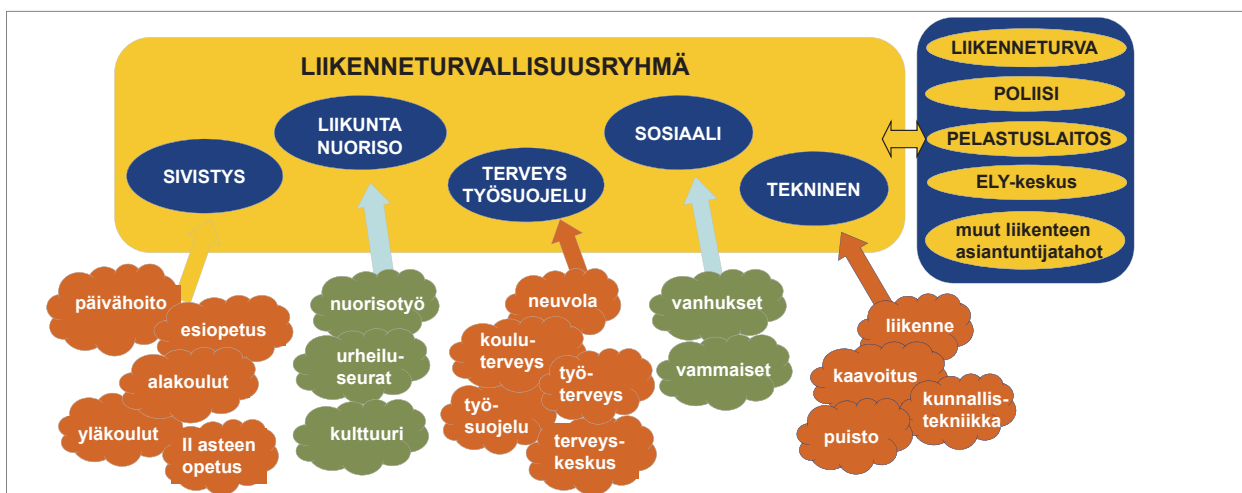 LIIKENNETURVALLISUUSRYHMÄ
SIVISTYS
LIIKUNTA
NUORISO
TERVEYS
TYÖSUOJELU
SOSIAALI
TEKNINEN
LIIKENNETURVA
POLIISI
PELASTUSLAITOS
ELY-keskus
muut liikenteen
asiantuntijatahot
päivähoito
esiopetus
alakoulut
yläkoulut
II asteen
opetus
nuorisotyö
urheilu-
seurat
kulttuuri
neuvola
koulu-
terveys
työ-
terveys
työ-
suojelu
terveys-
keskus
vanhukset
vammaiset
liikenne
kaavoitus
kunnallis-
tekniikka
puisto